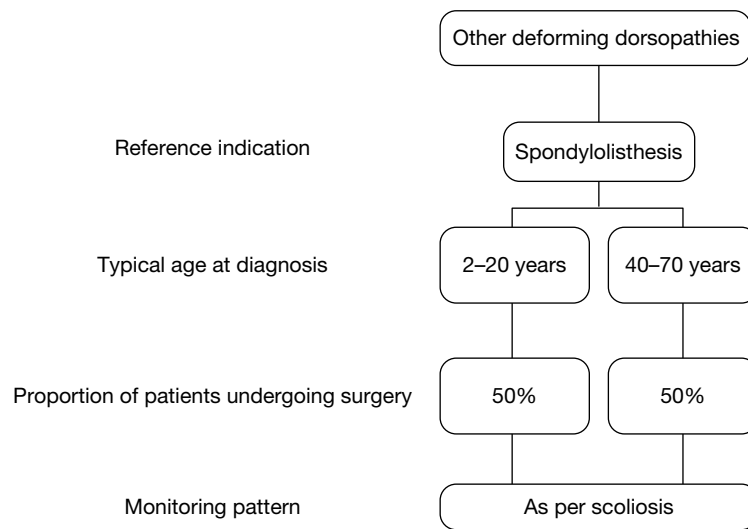 Other deforming dorsopathies
Reference indication
Spondylolisthesis
Typical age at diagnosis
2–20 years
40–70 years
Proportion of patients undergoing surgery
50%
50%
Monitoring pattern
As per scoliosis